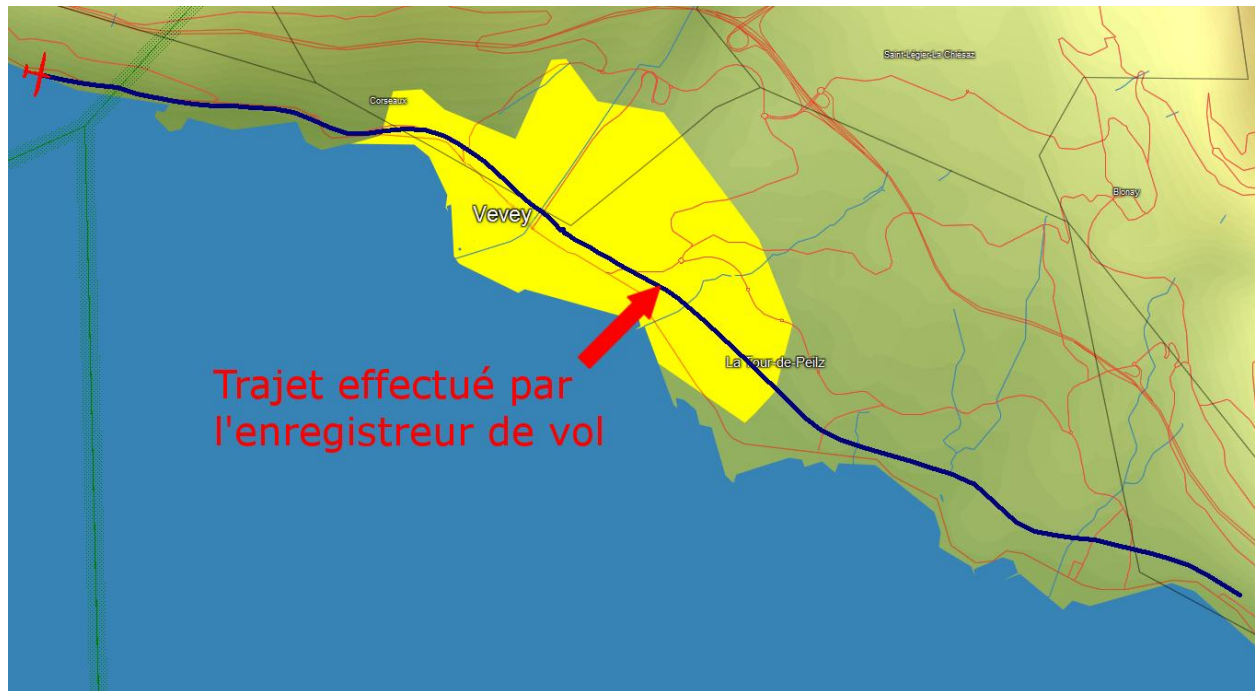 Saint-Légier-La Chiésaz
Corseaux
Blonay
Vevey
La Tour-de-Peilz
Trajet effectué par
l'enregistreur de vol